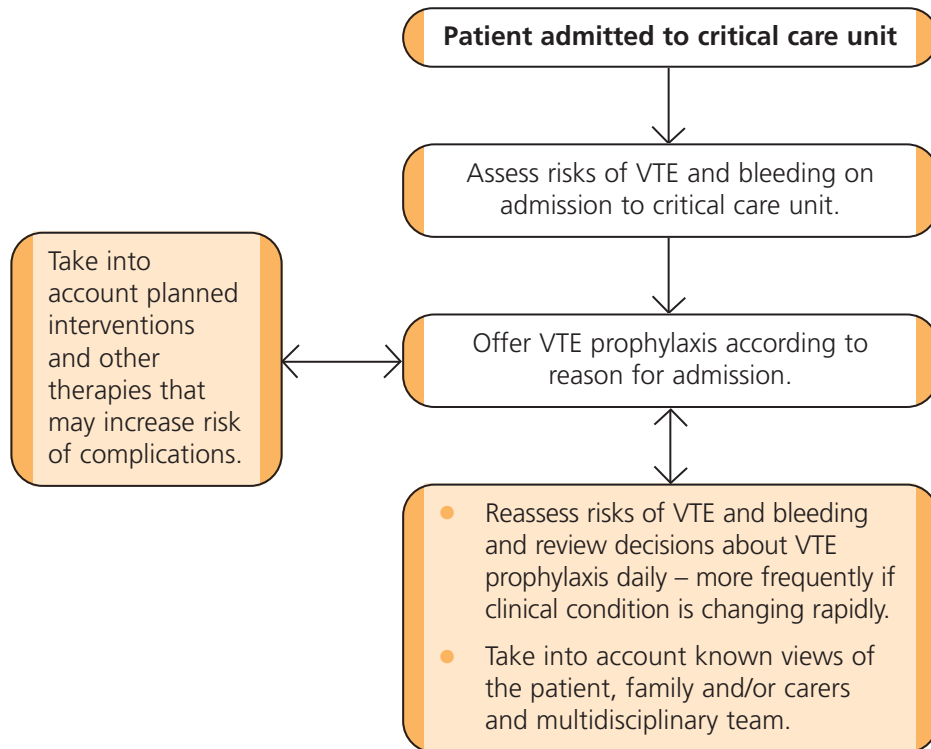 Patient admitted to critical care unit
Assess risks of VTE and bleeding on
admission to critical care unit.
Take into
account planned
interventions
and other
therapies that
may increase risk
of complications.
Offer VTE prophylaxis according to
reason for admission.
• Reassess risks of VTE and bleeding
and review decisions about VTE
prophylaxis daily – more frequently if
clinical condition is changing rapidly.
• Take into account known views of
the patient, family and/or carers
and multidisciplinary team.